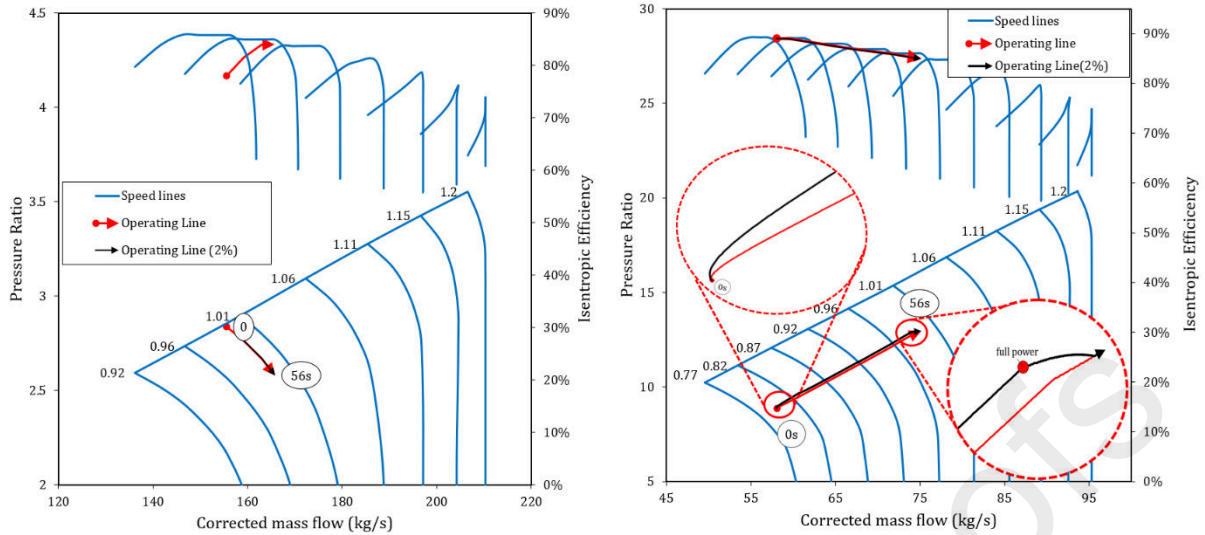 4.5
4
3.5
3
2.5
2
Pressure Ratio
90%
80%
70%
60%
50%
40%
30%
20%
10%
0%
Isentropic Efficiency
Speed lines
Operating Line
Operating Line (2%)
1.2
1.15
1.11
1.06
1.01
0.96
0.92
0
56s
120 140 160 180 200 220
Corrected mass flow (kg/s)
30
25
20
15
10
5
Pressure Ratio
90%
80%
70%
60%
50%
40%
30%
20%
10%
0%
Isentropic Efficicency
Speed lines
Operating line
Operating Line(2%)
1.2
1.15
1.11
1.06
1.01
0.96
0.92
0.87
0.82
0.77
0s
56s
full power
0s
45 55 65 75 85 95
Corrected mass flow (kg/s)
ofs